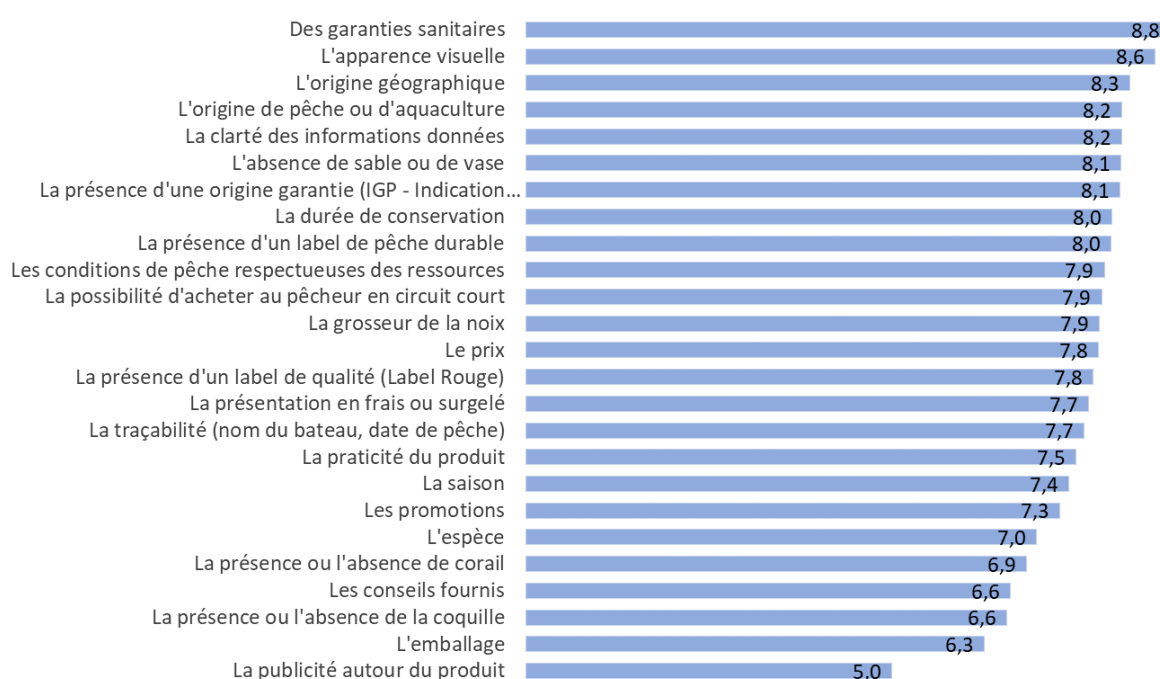 Des garanties sanitaires 8,8
L'apparence visuelle 8,6
L'origine géographique 8,3
L'origine de pêche ou d'aquaculture 8,2
La clarté des informations données 8,2
L'absence de sable ou de vase 8,1
La présence d'une origine garantie (IGP - Indication... 8,1
La durée de conservation 8,0
La présence d'un label de pêche durable 8,0
Les conditions de pêche respectueuses des ressources 7,9
La possibilité d'acheter au pêcheur en circuit court 7,9
La grosseur de la noix 7,9
Le prix 7,8
La présence d'un label de qualité (Label Rouge) 7,8
La présentation en frais ou surgelé 7,7
La traçabilité (nom du bateau, date de pêche) 7,7
La praticité du produit 7,5
La saison 7,4
Les promotions 7,3
L'espèce 7,0
La présence ou l'absence de corail 6,9
Les conseils fournis 6,6
La présence ou l'absence de la coquille 6,6
L'emballage 6,3
La publicité autour du produit 5,0